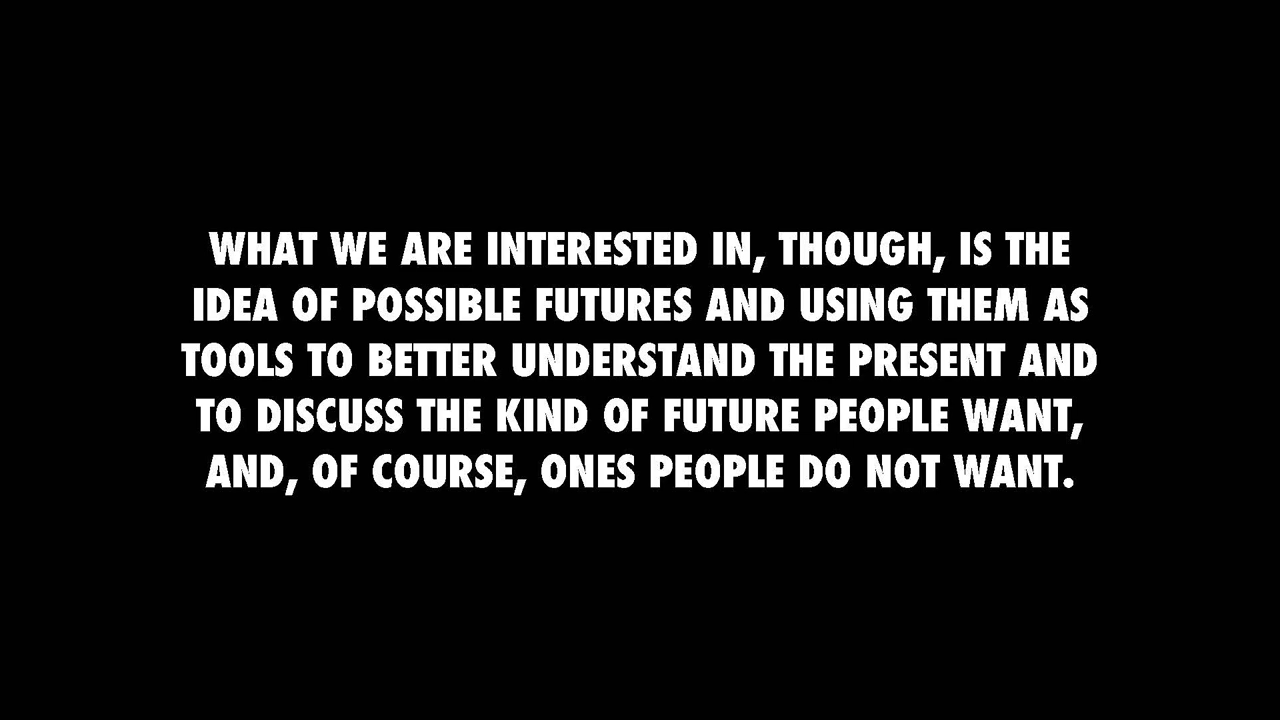 WHAT WE ARE INTERESTED IN, THOUGH, IS THE
IDEA OF POSSIBLE FUTURES AND USING THEM AS
TOOLS TO BETTER UNDERSTAND THE PRESENT AND
TO DISCUSS THE KIND OF FUTURE PEOPLE WANT,
AND, OF COURSE, ONES PEOPLE DO NOT WANT.